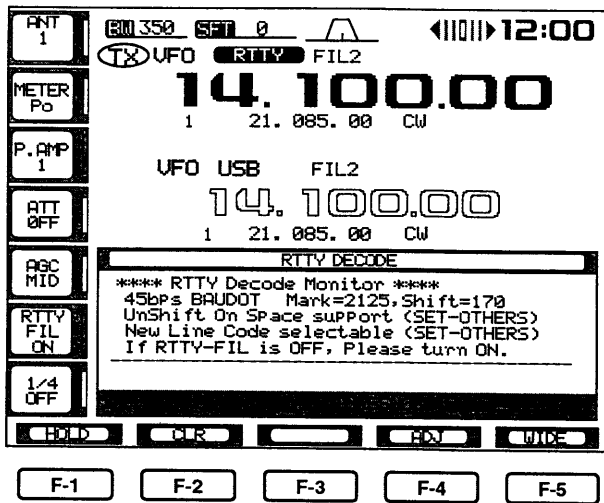 ANT
1
BW 350 SFT 0
12:00
TX VFO RTTY FIL2
METER
Po
14.100.00
1 21.085.00 CW
P.AMP
1
VFO USB FIL2
ATT
OFF
14.100.00
1 21.085.00 CW
AGC
MID
RTTY DECODE
**** RTTY Decode Monitor ****
45bps BAUDOT Mark=2125,Shift=170
UnShift On Space support (SET-OTHERS)
New Line Code selectable (SET-OTHERS)
If RTTY-FIL is OFF, Please turn ON.
RTTY
FIL
ON
1/4
OFF
HOLD CLR ADJ WIDE
F-1 F-2 F-3 F-4 F-5